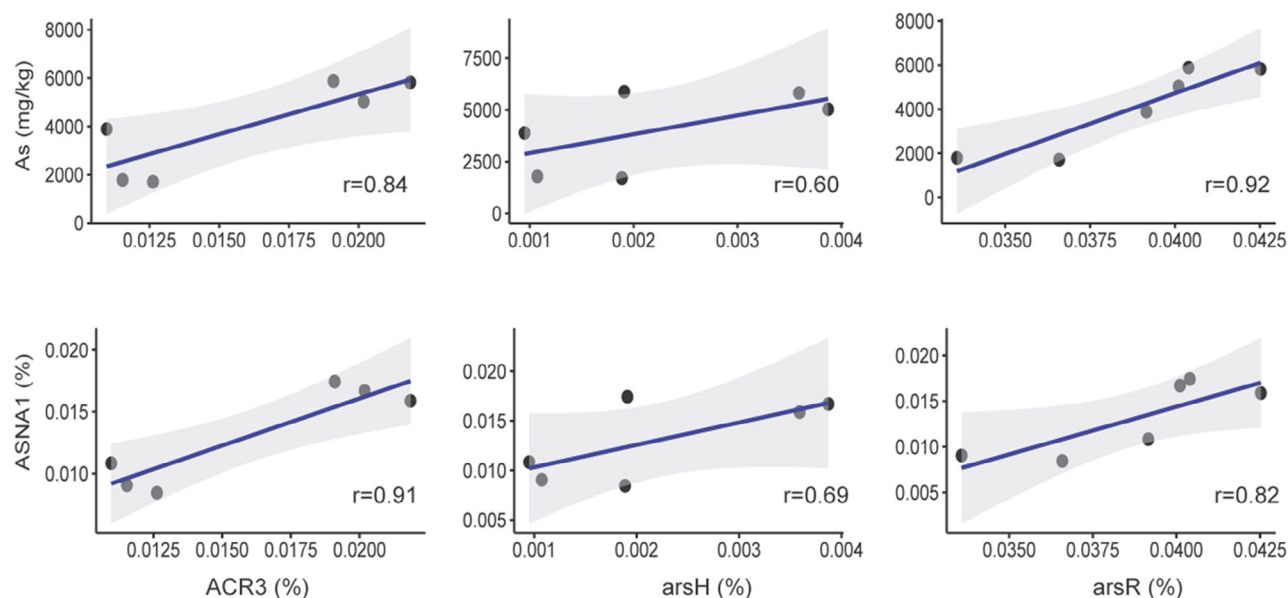 As (mg/kg)
8000
6000
4000
2000
0
r=0.84
0.0125 0.0150 0.0175 0.0200
7500
5000
2500
0
r=0.60
0.001 0.002 0.003 0.004
8000
6000
4000
2000
0
r=0.92
0.0350 0.0375 0.0400 0.0425
ASNA1 (%)
0.020
0.015
0.010
r=0.91
0.0125 0.0150 0.0175 0.0200
ACR3 (%)
0.020
0.015
0.010
0.005
r=0.69
0.001 0.002 0.003 0.004
arsH (%)
0.020
0.015
0.010
0.005
r=0.82
0.0350 0.0375 0.0400 0.0425
arsR (%)